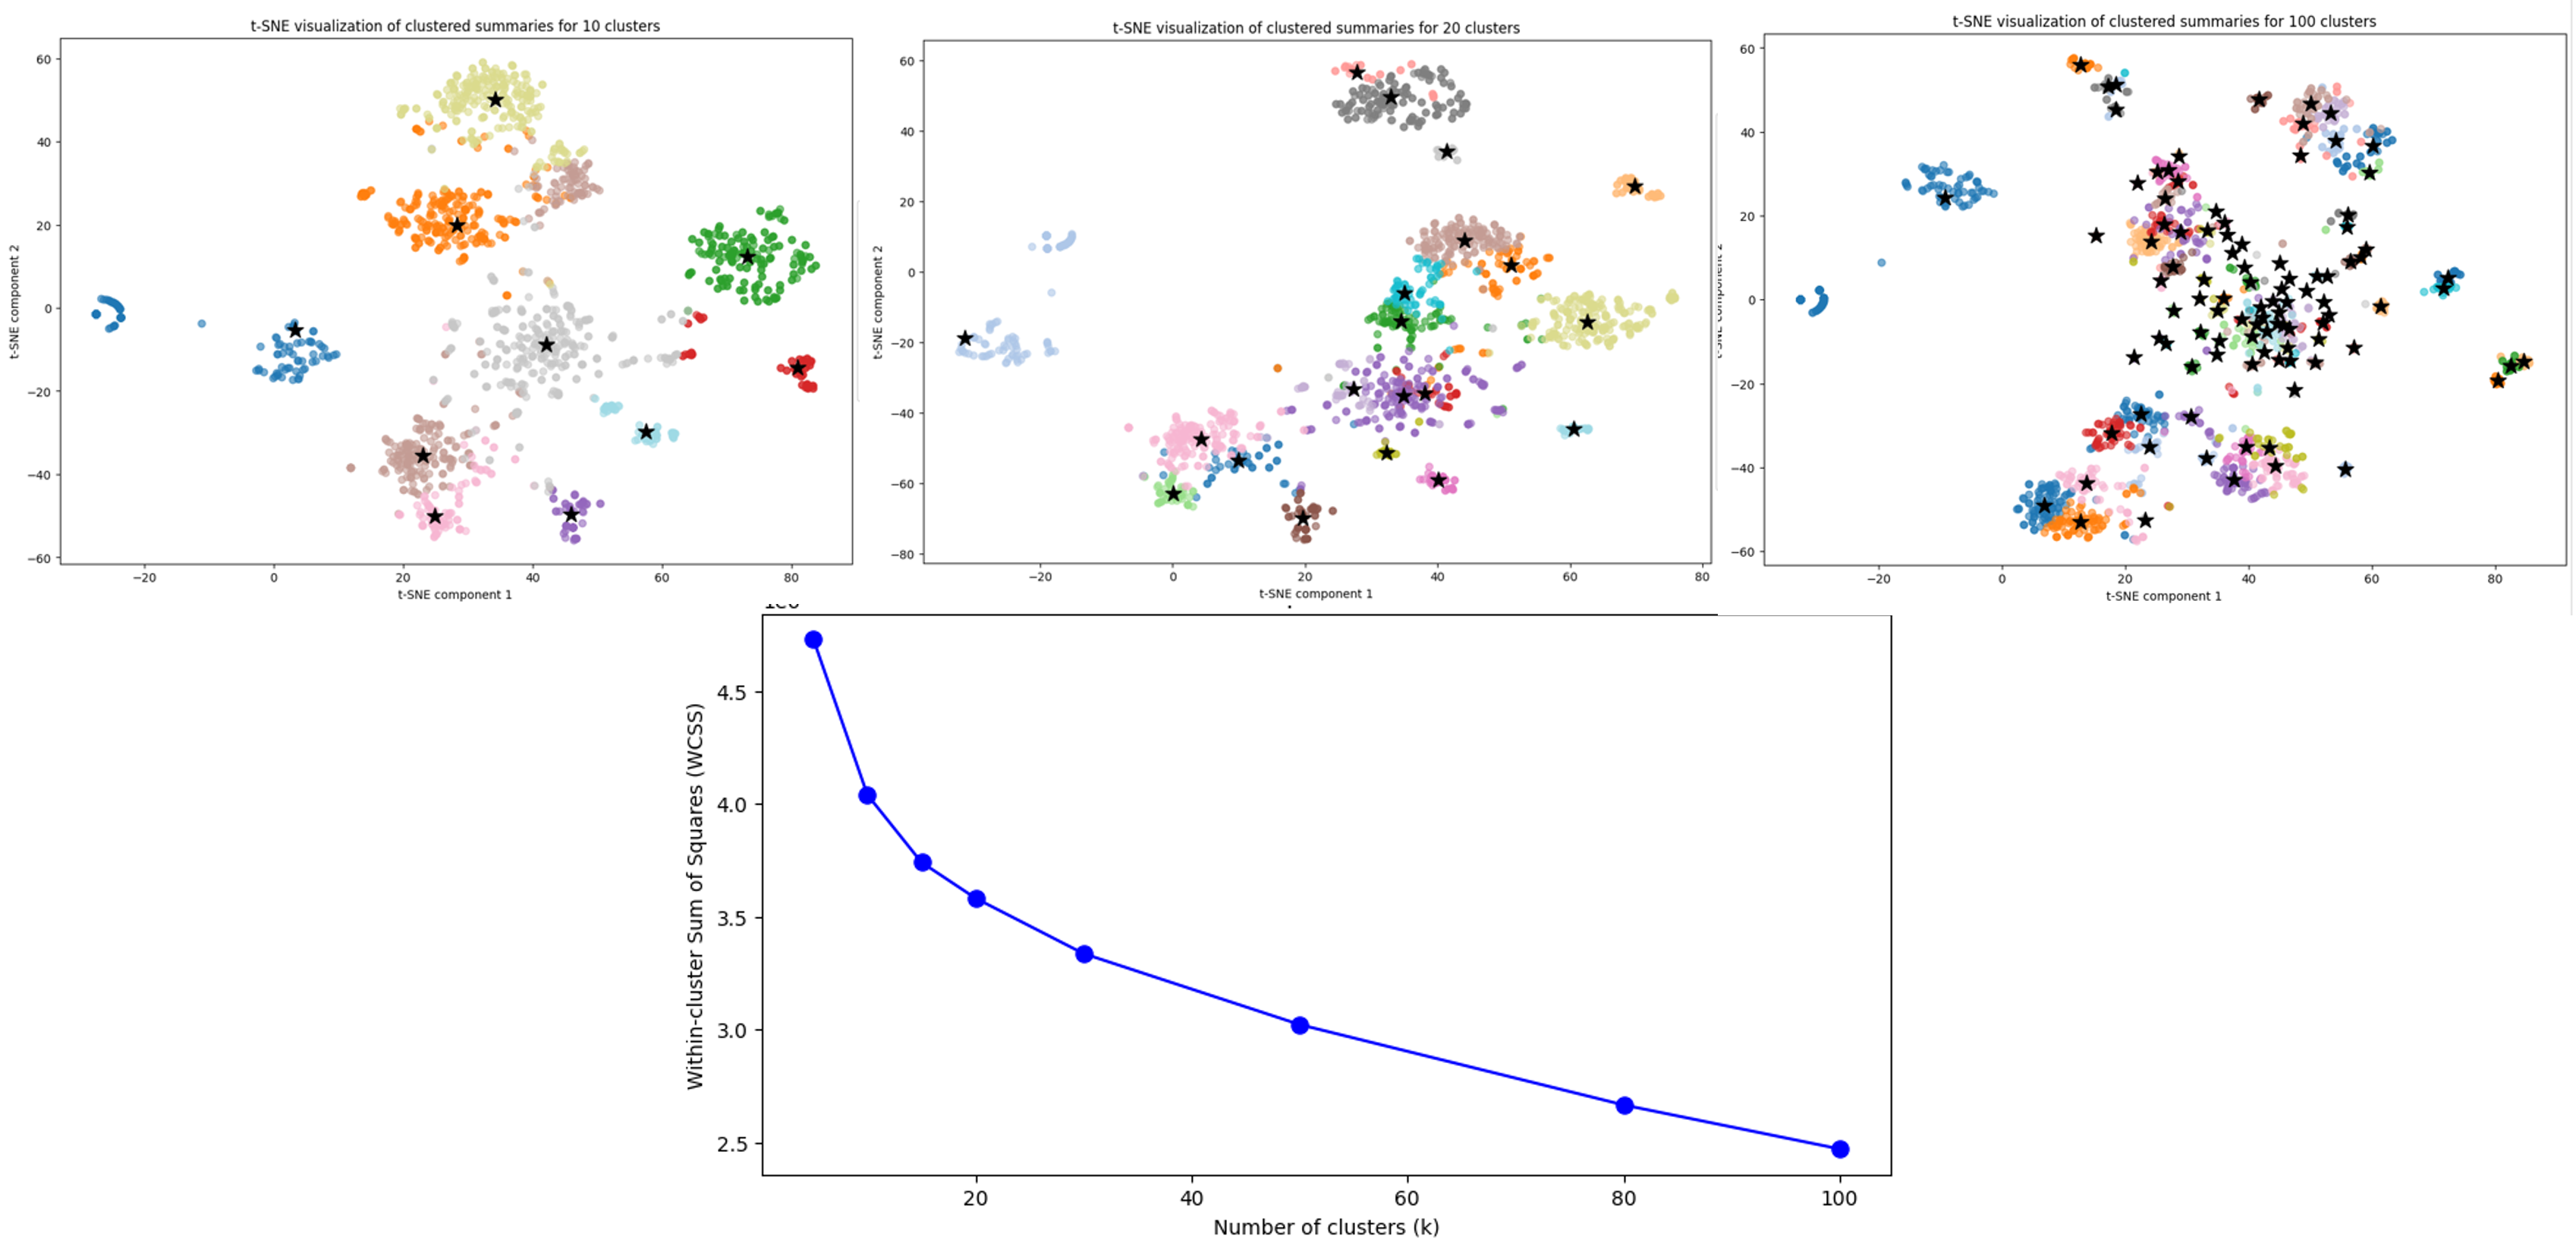 t-SNE visualization of clustered summaries for 10 clusters
60
40
20
0
−20
−40
−60
t-SNE component 2
−20 0 20 40 60 80
t-SNE component 1
t-SNE visualization of clustered summaries for 20 clusters
60
40
20
0
−20
−40
−60
−80
t-SNE component 2
−20 0 20 40 60 80
t-SNE component 1
t-SNE visualization of clustered summaries for 100 clusters
60
40
20
0
−20
−40
−60
t-SNE component 2
−20 0 20 40 60 80
t-SNE component 1
4.5
4.0
3.5
3.0
2.5
Within-cluster Sum of Squares (WCSS)
20 40 60 80 100
Number of clusters (k)